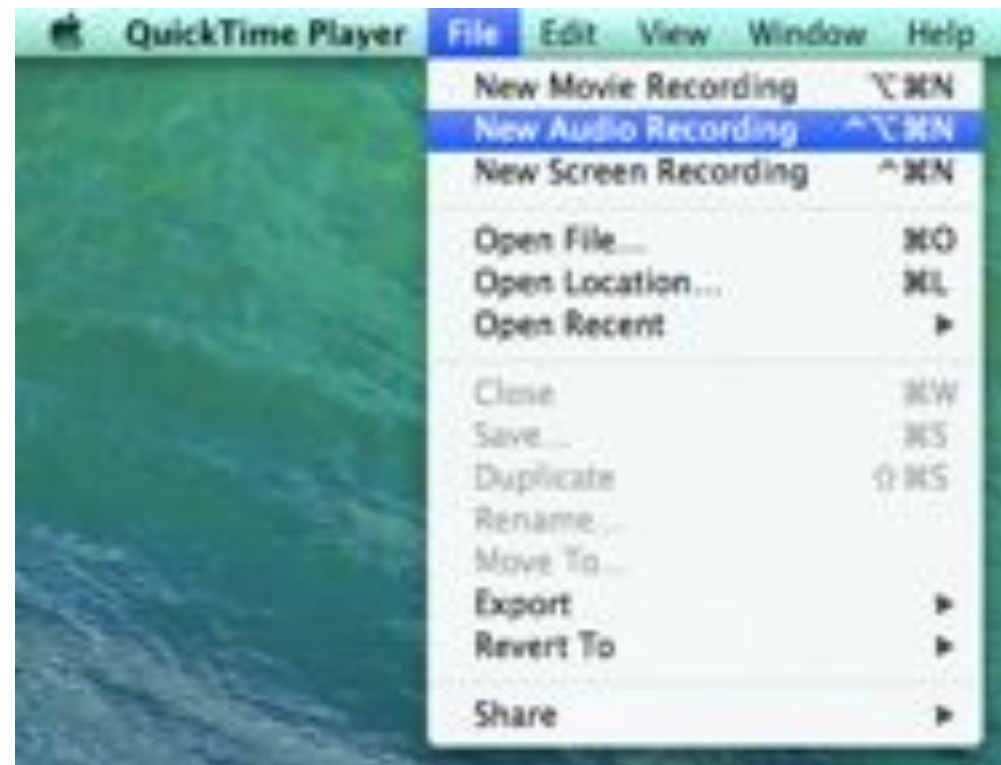 QuickTime Player File Edit View Window Help
New Movie Recording ⌥⌘N
New Audio Recording ^⌥⌘N
New Screen Recording ^⌘N
Open File... ⌘O
Open Location... ⌘L
Open Recent ▶
Close ⌘W
Save... ⌘S
Duplicate ⇧⌘S
Rename...
Move To...
Export ▶
Revert To ▶
Share ▶